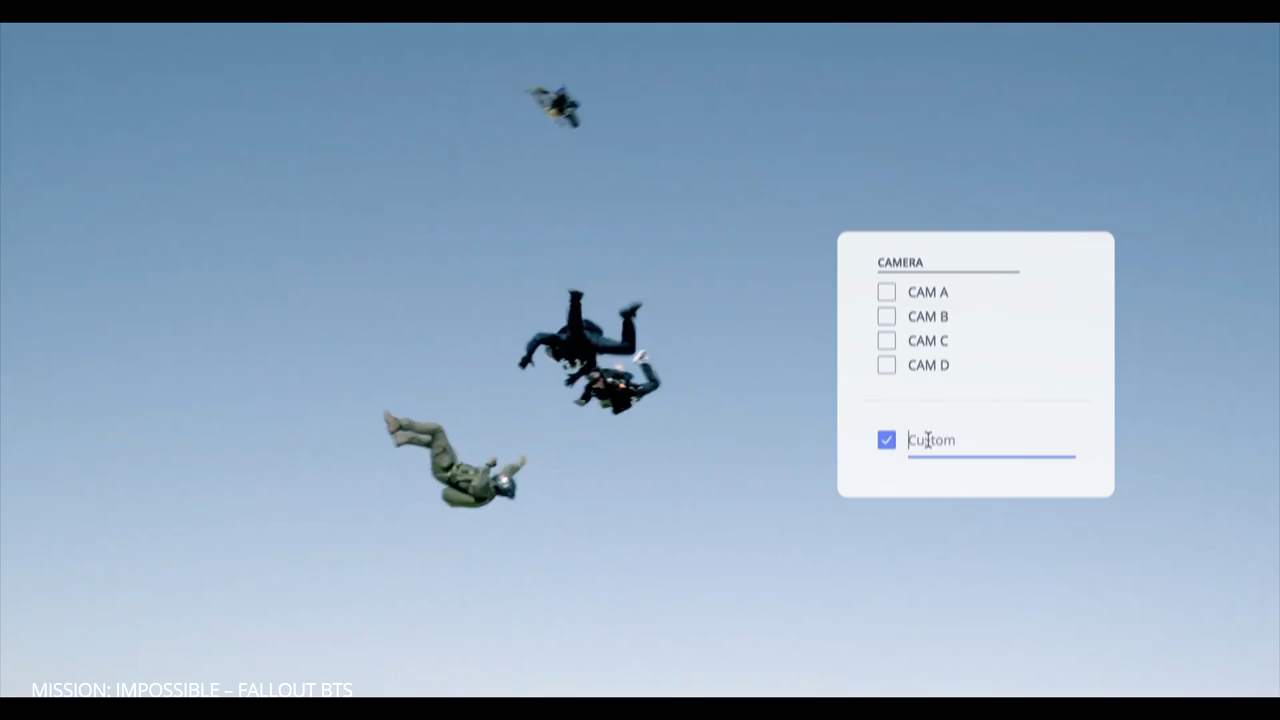 CAMERA
CAM A
CAM B
CAM C
CAM D
Custom
MISSION: IMPOSSIBLE – FALLOUT BTS